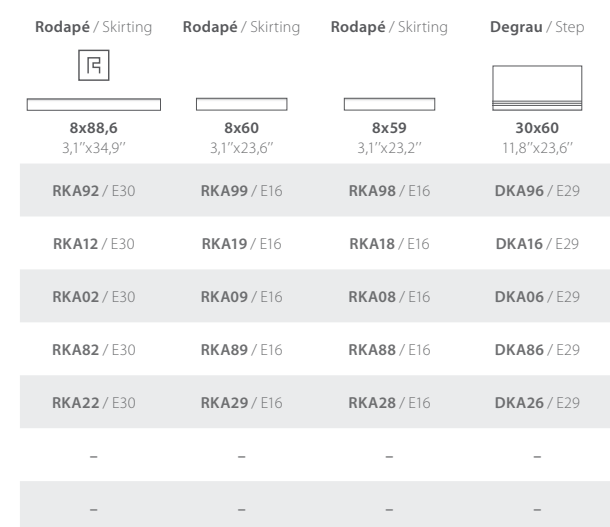 Rodapé / Skirting Rodapé / Skirting Rodapé / Skirting Degrau / Step
R
8x88,6 8x60 8x59 30x60
3,1’’x34,9’’ 3,1’’x23,6’’ 3,1’’x23,2’’ 11,8’’x23,6’’
RKA92 / E30 RKA99 / E16 RKA98 / E16 DKA96 / E29
RKA12 / E30 RKA19 / E16 RKA18 / E16 DKA16 / E29
RKA02 / E30 RKA09 / E16 RKA08 / E16 DKA06 / E29
RKA82 / E30 RKA89 / E16 RKA88 / E16 DKA86 / E29
RKA22 / E30 RKA29 / E16 RKA28 / E16 DKA26 / E29
– – – –
– – – –